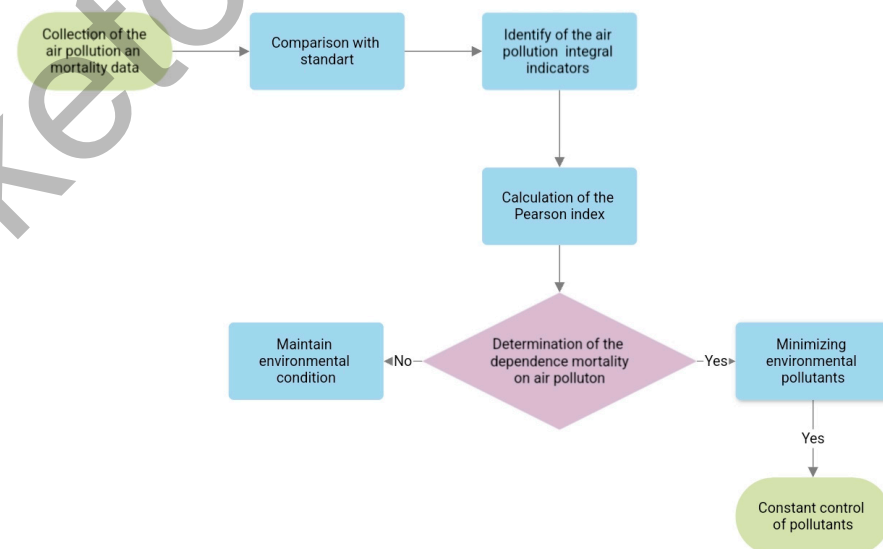 Collection of the
air pollution an
mortality data
Comparison with
standart
Identify of the air
pollution integral
indicators
Calculation of the
Pearson index
Determination of the
dependence mortality
on air polluton
No
Yes
Maintain
environmental
condition
Minimizing
environmental
pollutants
Yes
Constant control
of pollutants